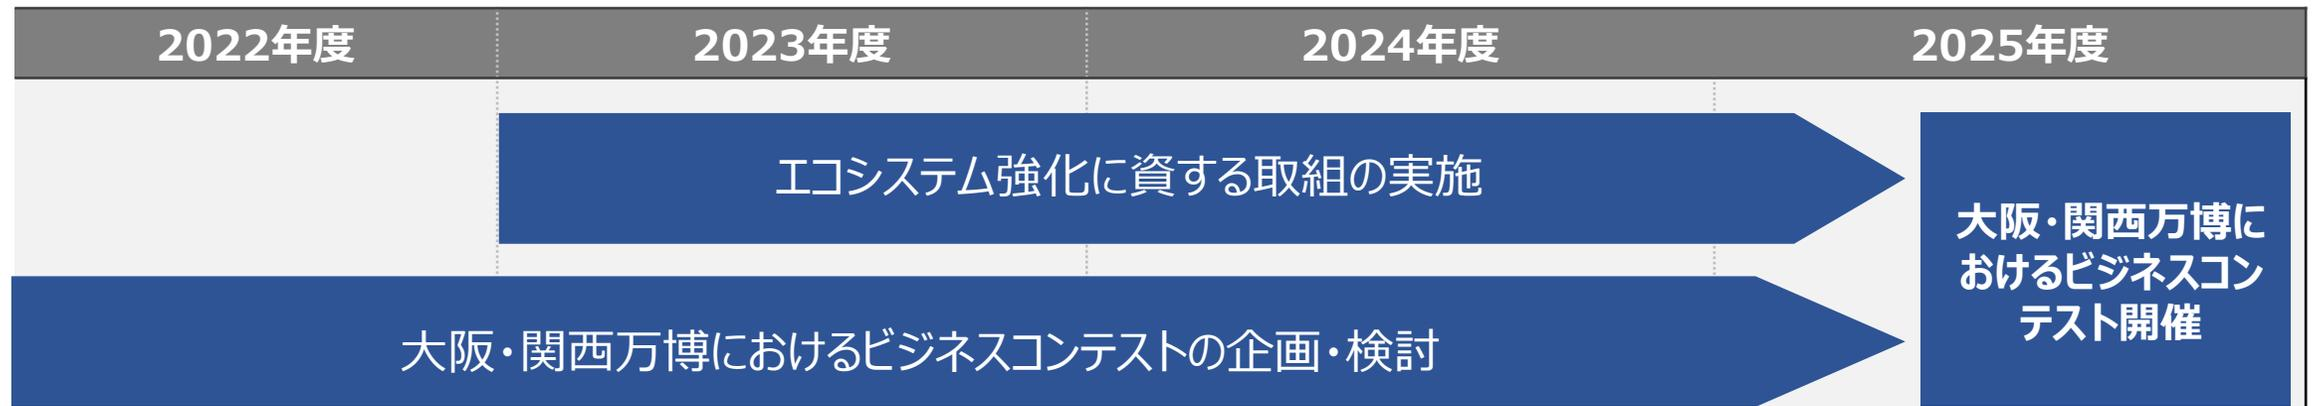 2022年度 2023年度 2024年度 2025年度
エコシステム強化に資する取組の実施
大阪・関西万博に
おけるビジネスコン
テスト開催
大阪・関西万博におけるビジネスコンテストの企画・検討